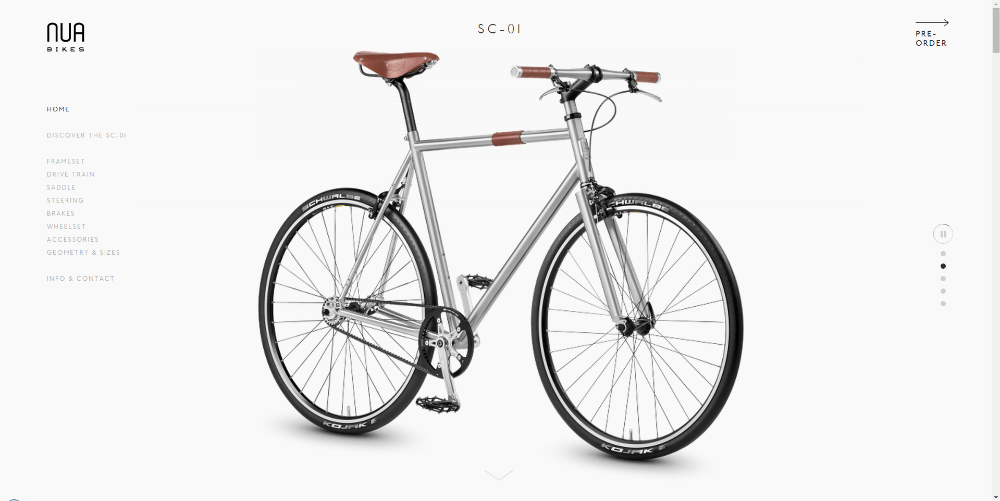 NUA
BIKES
SC-01
PRE-
ORDER
HOME
DISCOVER THE SC-01
FRAMESET
DRIVE TRAIN
SADDLE
STEERING
BRAKES
WHEELSET
ACCESSORIES
GEOMETRY & SIZES
INFO & CONTACT
SCHWALBE
SCHWALBE
KOJAK
KOJAK